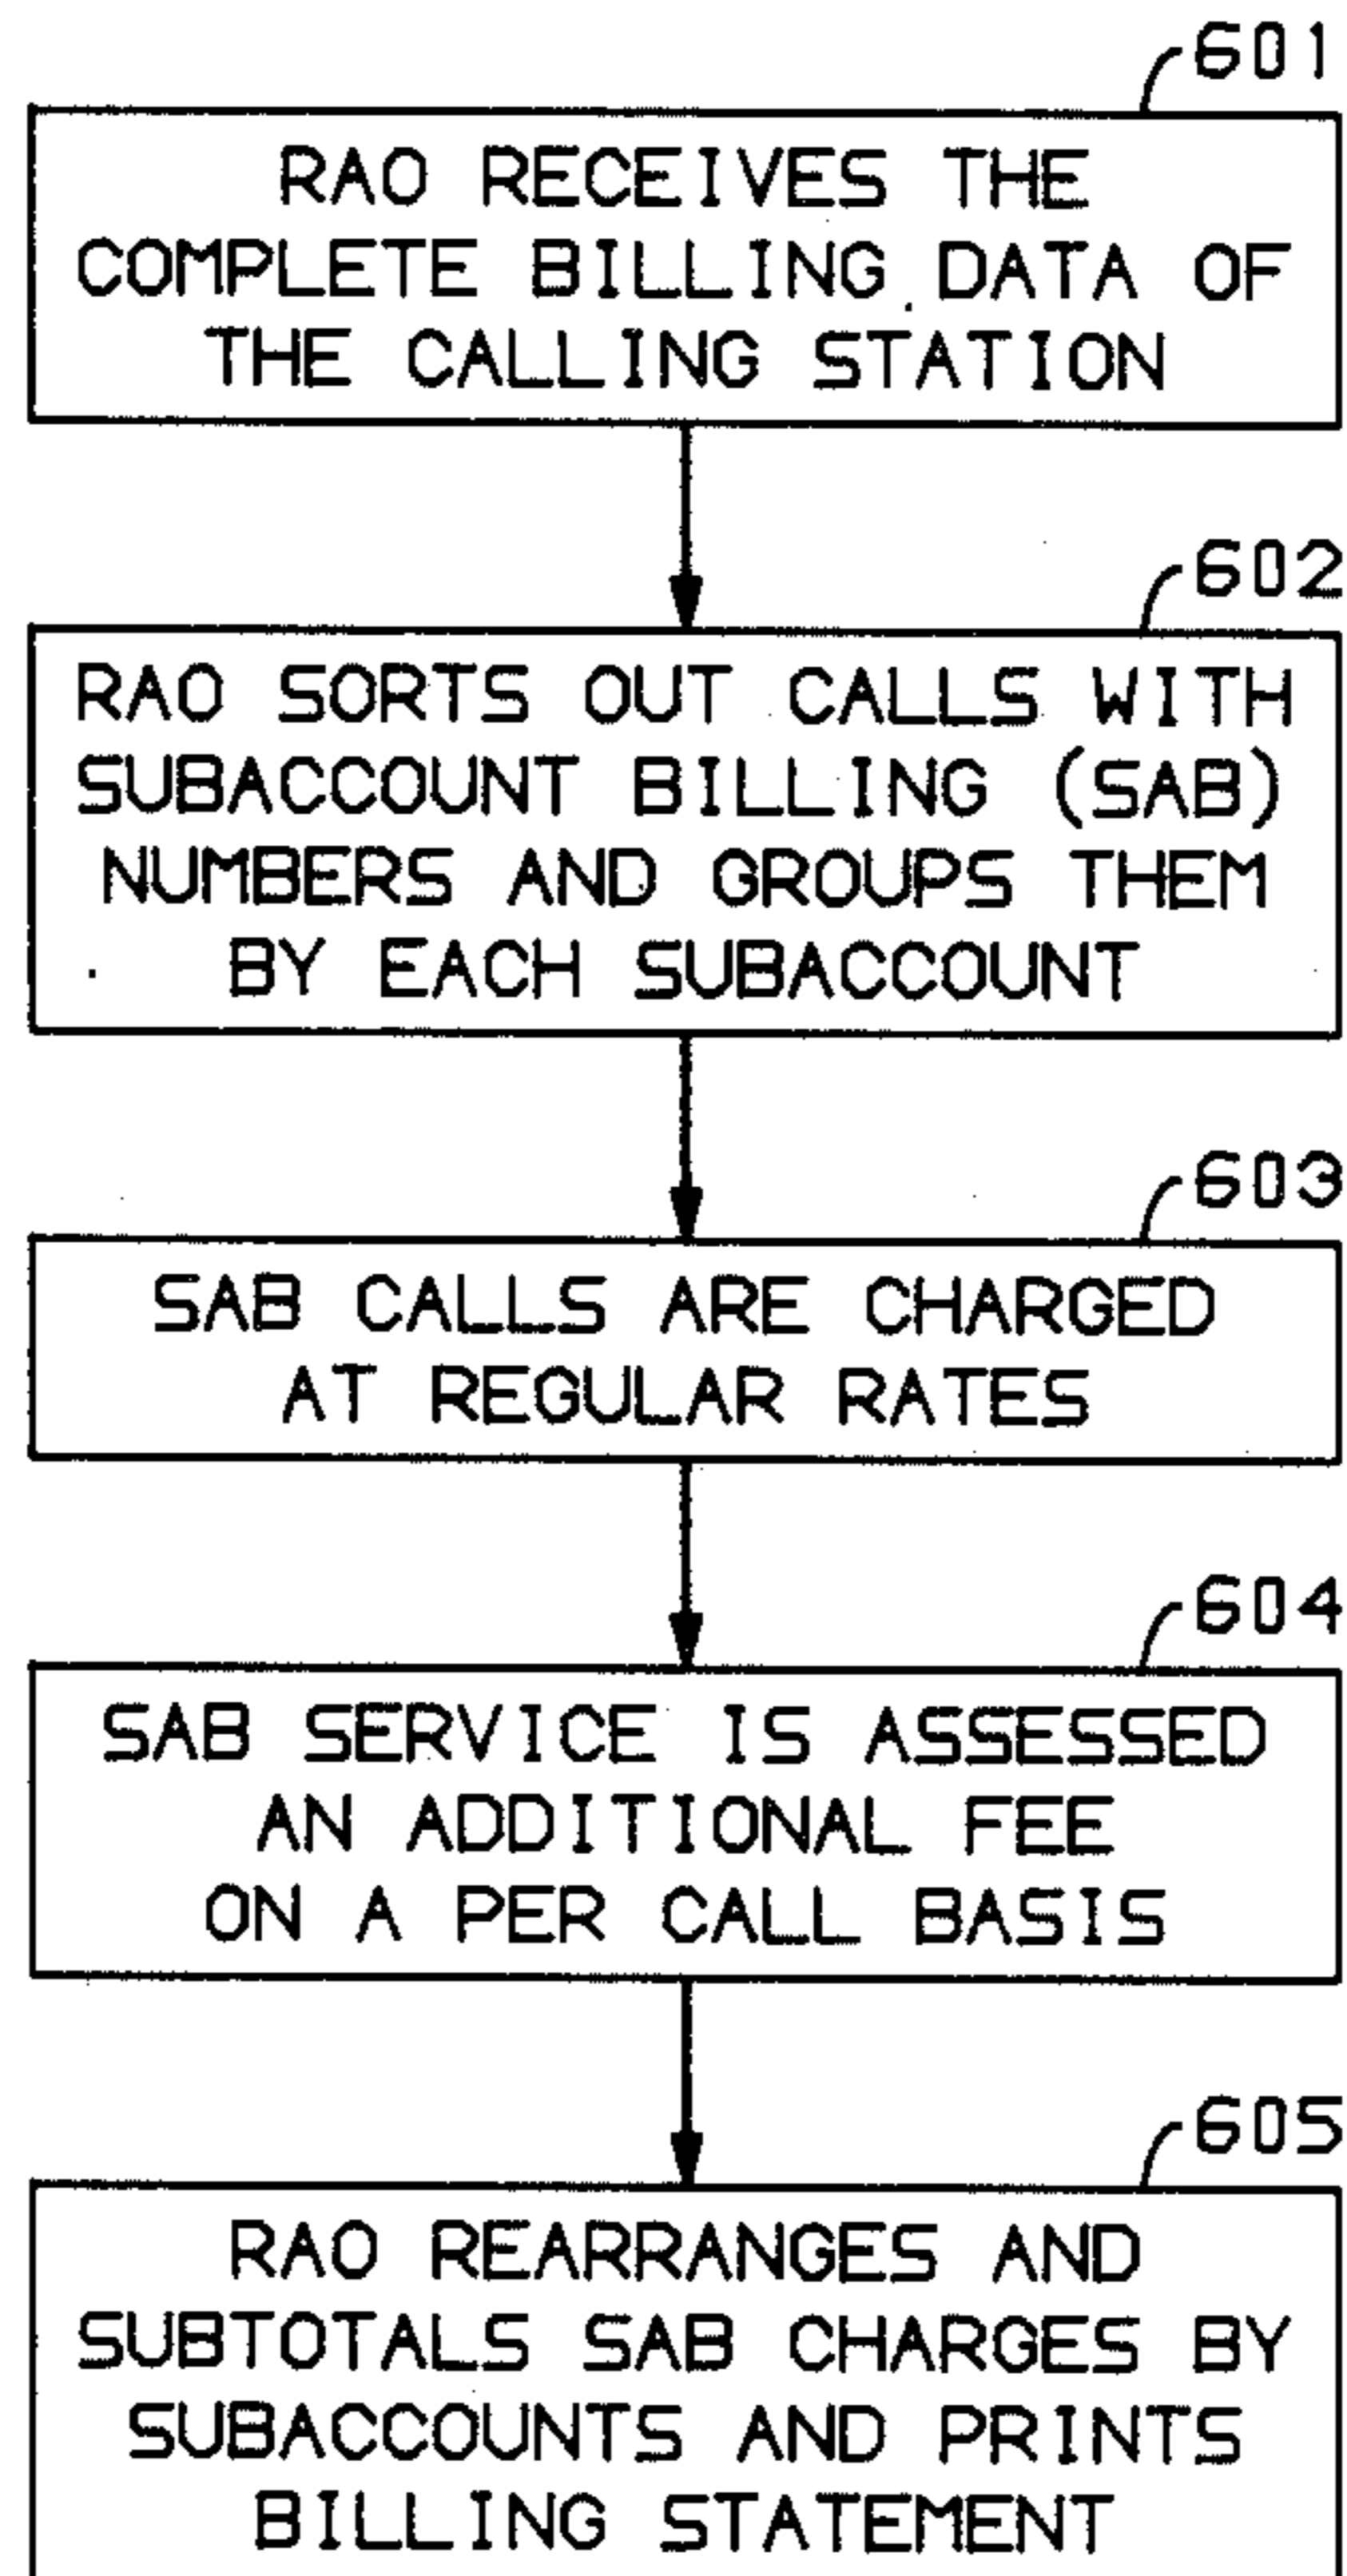 601
RAO RECEIVES THE
COMPLETE BILLING DATA OF
THE CALLING STATION
602
RAO SORTS OUT CALLS WITH
SUBACCOUNT BILLING (SAB)
NUMBERS AND GROUPS THEM
BY EACH SUBACCOUNT
603
SAB CALLS ARE CHARGED
AT REGULAR RATES
604
SAB SERVICE IS ASSESSED
AN ADDITIONAL FEE
ON A PER CALL BASIS
605
RAO REARRANGES AND
SUBTOTALS SAB CHARGES BY
SUBACCOUNTS AND PRINTS
BILLING STATEMENT